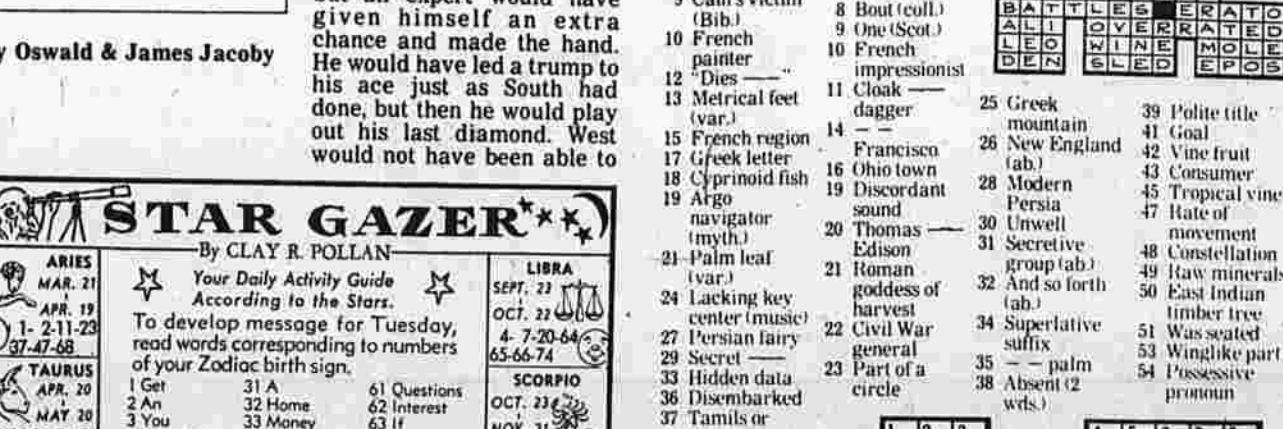 given himself an extra
chance and made the hand.
He would have led a trump to
his ace just as South had
done, but then he would play
out his last diamond. West
would not have been able to
Oswald & James Jacoby
STAR GAZER
By CLAY R. POLLAN
ARIES
MAR. 21
APR. 19
1- 2-11-23
37-47-68
TAURUS
APR. 20
MAY 20
Your Daily Activity Guide
According to the Stars.
To develop message for Tuesday,
read words corresponding to numbers
of your Zodiac birth sign.
1 Get
2 An
3 You
31 A
32 Home
33 Money
61 Questions
62 Interest
63 If
LIBRA
SEPT. 23
OCT. 22
4- 7-20-64
65-66-74
SCORPIO
OCT. 23
NOV. 21
(Bib.)
10 French
painter
12 "Dies —"
13 Metrical feet
(var.)
15 French region
17 Greek letter
18 Cyprinoid fish
19 Argo
navigator
(myth.)
21 Palm leaf
(var.)
24 Lacking key
center (music)
27 Persian fairy
29 Secret —
33 Hidden data
36 Disembarked
37 Tamils or
8 Bout (coll.)
9 One (Scot.)
10 French
impressionist
11 Cloak —
dagger
14 – –
Francisco
16 Ohio town
19 Discordant
sound
20 Thomas —
Edison
21 Roman
goddess of
harvest
22 Civil War
general
23 Part of a
circle
BATTLES ERATO
ALI OVERRATED
LEO WINE MOLE
DEN SLED EPOS
25 Greek
mountain
26 New England
(ab.)
28 Modern
Persia
30 Unwell
31 Secretive
group (ab.)
32 And so forth
(ab.)
34 Superlative
suffix
35 – – palm
38 Absent (2
wds.)
39 Polite title
41 Goal
42 Vine fruit
43 Consumer
45 Tropical vine
47 Rate of
movement
48 Constellation
49 Raw minerals
50 East Indian
timber tree
51 Was seated
53 Winglike part
54 Possessive
pronoun